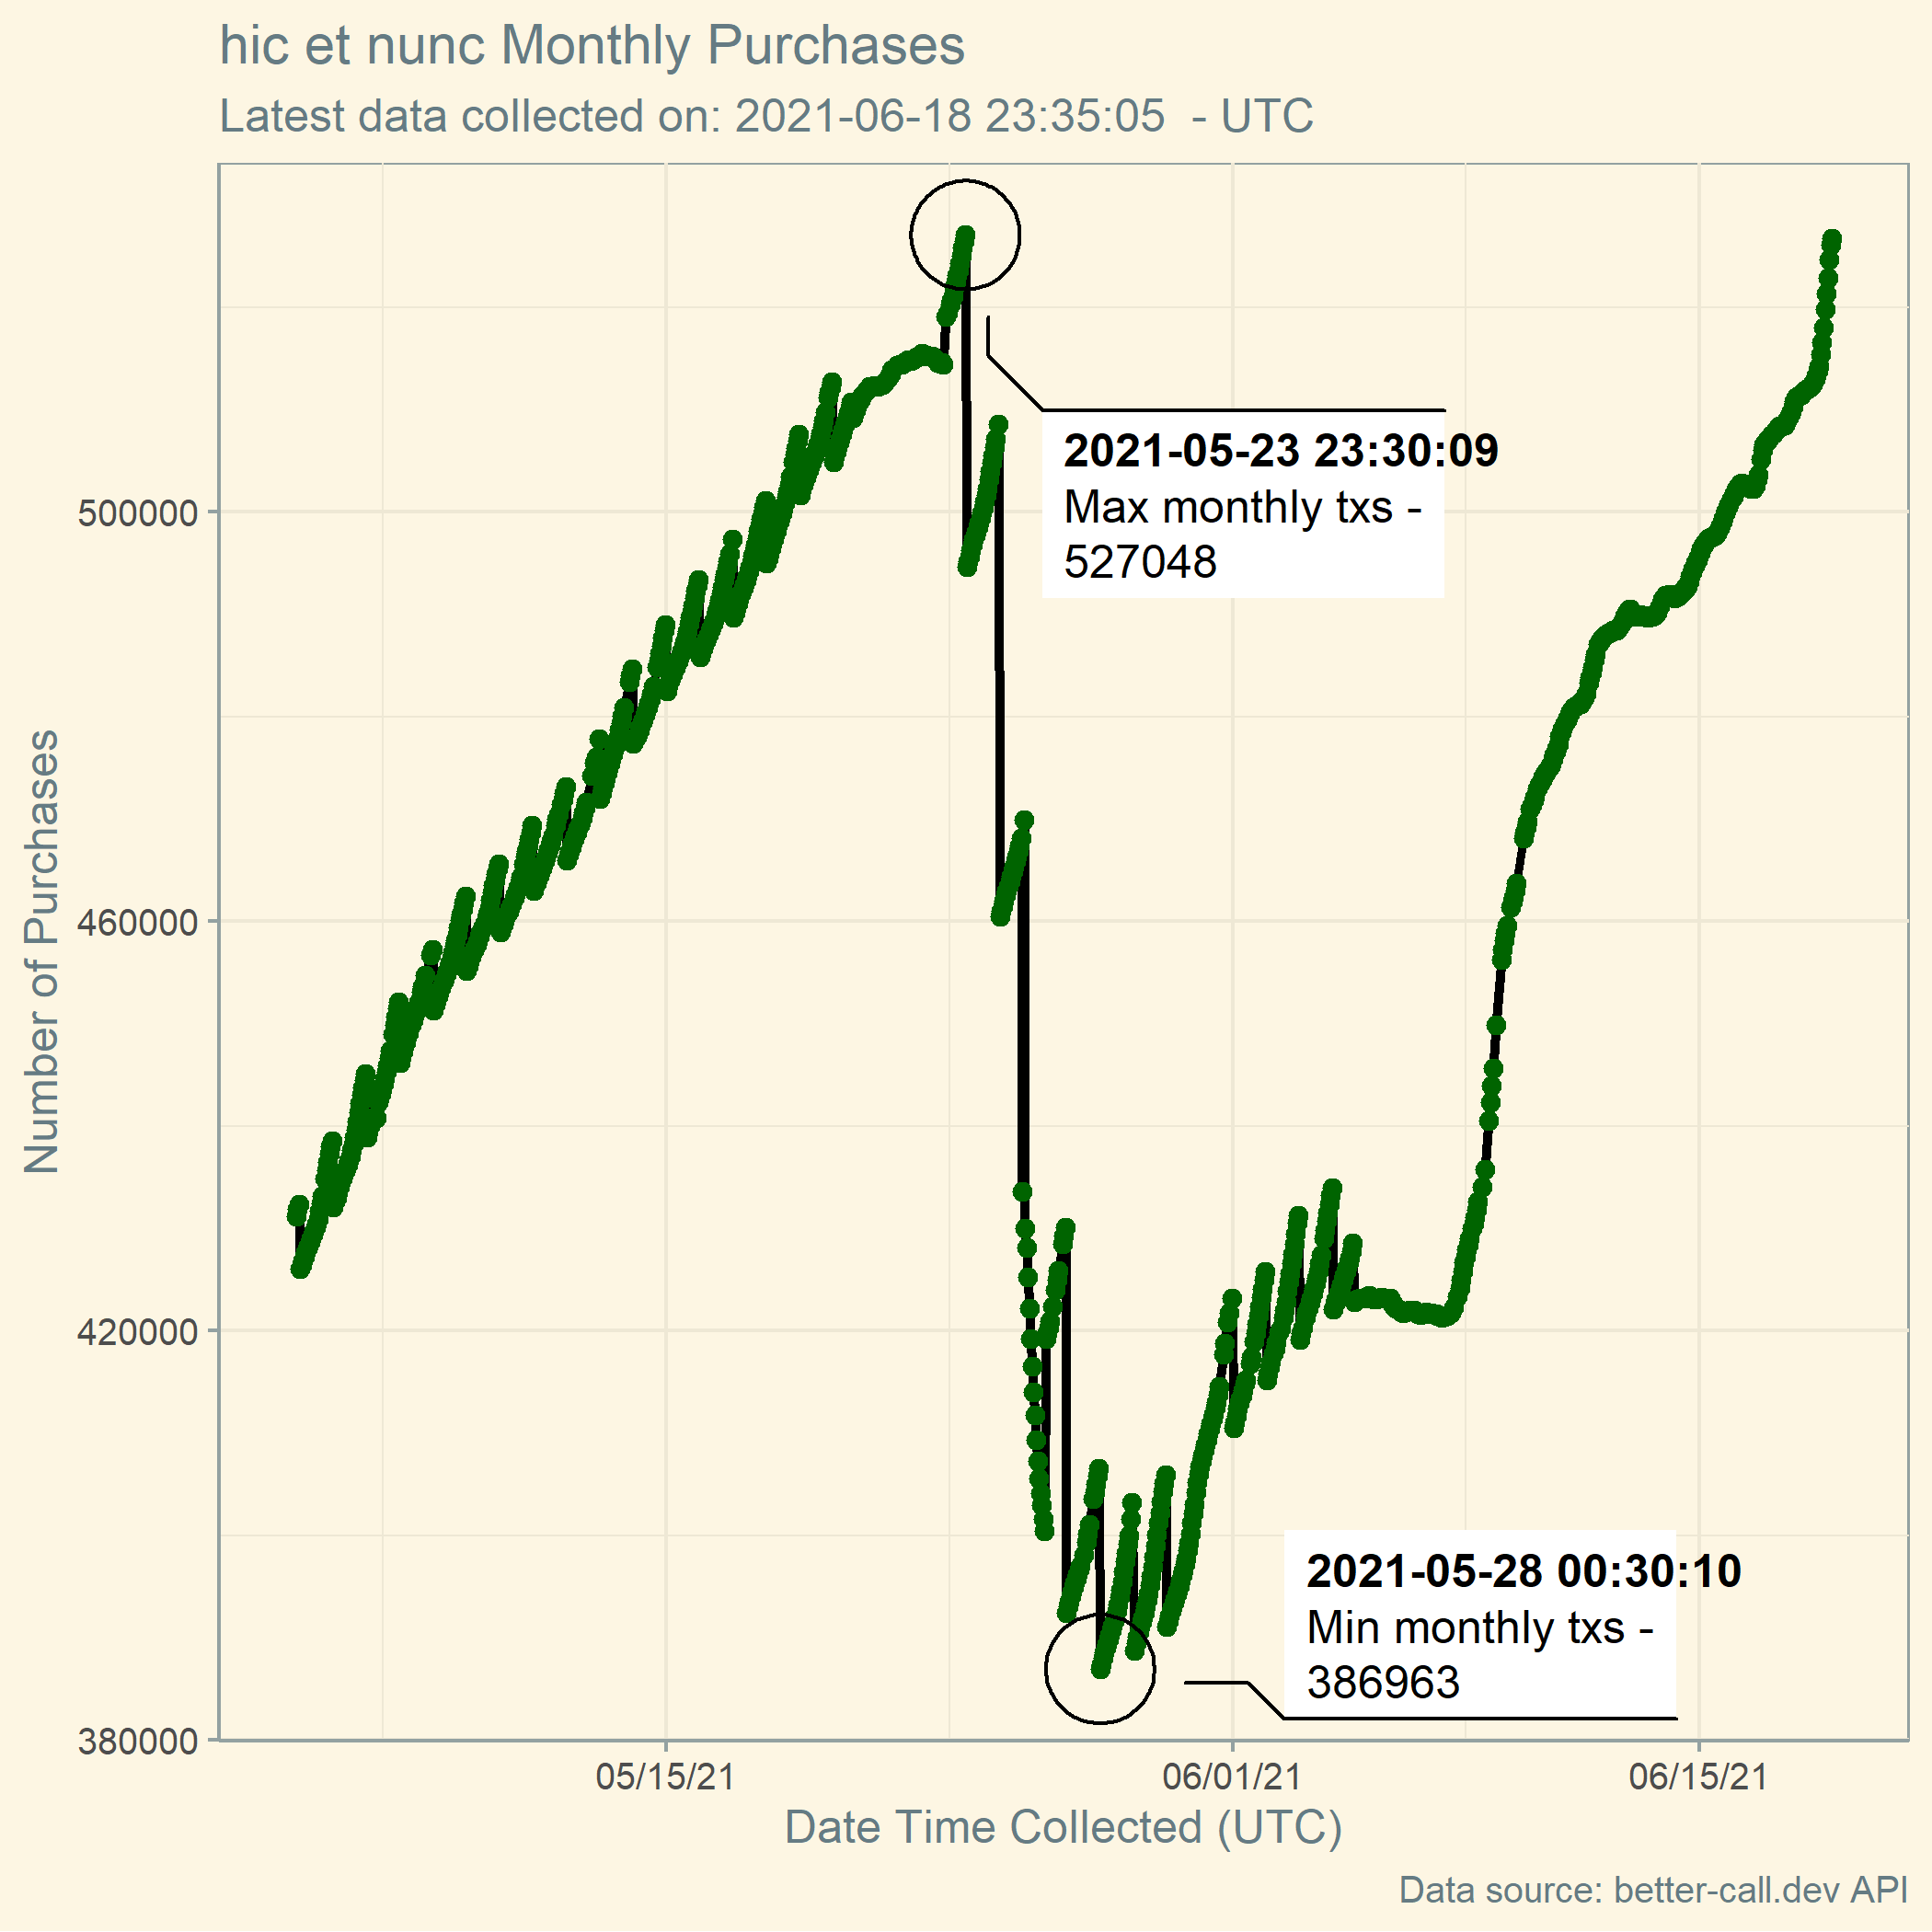 hic et nunc Monthly Purchases
Latest data collected on: 2021-06-18 23:35:05  - UTC
Number of Purchases
500000
460000
420000
380000
2021-05-23 23:30:09
Max monthly txs -
527048
2021-05-28 00:30:10
Min monthly txs -
386963
05/15/21
06/01/21
06/15/21
Date Time Collected (UTC)
Data source: better-call.dev API